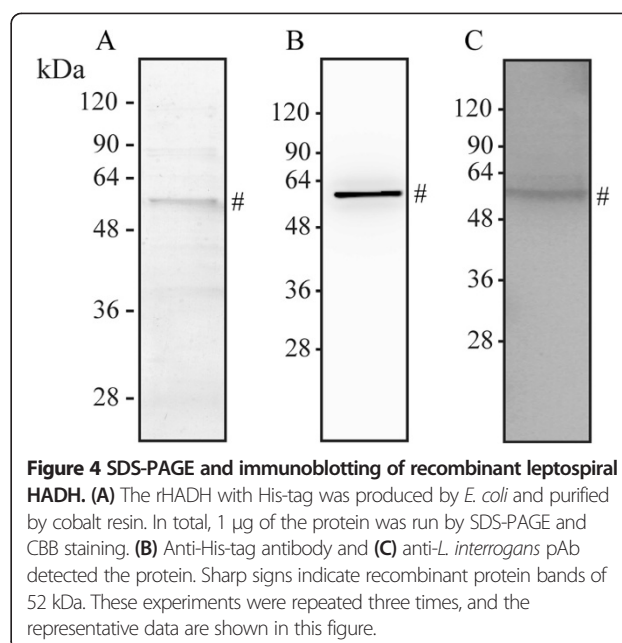 A
B
C
kDa
120 -
90 -
64 -
48 -
36 -
28 -
#
120 -
90 -
64 -
48 -
36 -
28 -
#
120 -
90 -
64 -
48 -
36 -
28 -
#
Figure 4 SDS-PAGE and immunoblotting of recombinant leptospiral
HADH. (A) The rHADH with His-tag was produced by E. coli and purified
by cobalt resin. In total, 1 μg of the protein was run by SDS-PAGE and
CBB staining. (B) Anti-His-tag antibody and (C) anti-L. interrogans pAb
detected the protein. Sharp signs indicate recombinant protein bands of
52 kDa. These experiments were repeated three times, and the
representative data are shown in this figure.